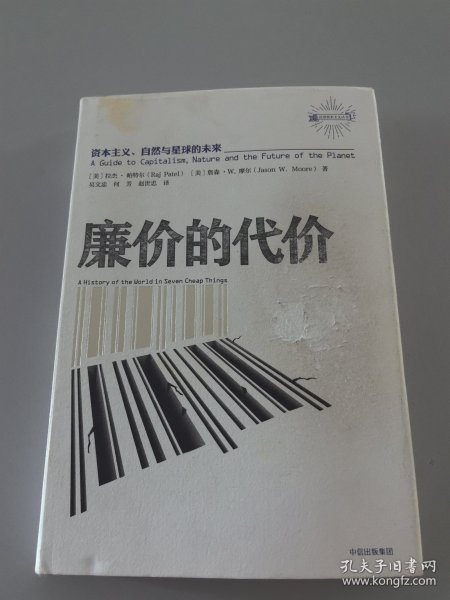 资本主义、自然与星球的未来
A Guide to Capitalism, Nature and the Future of the Planet
[美] 拉杰·帕特尔 (Raj Patel) [美] 詹森·W. 摩尔 (Jason W. Moore) 著
吴文忠 何芳 赵世忠 译
廉价的代价
A History of the World in Seven Cheap Things
中信出版集团
孔夫子旧书网
www.kongfz.com